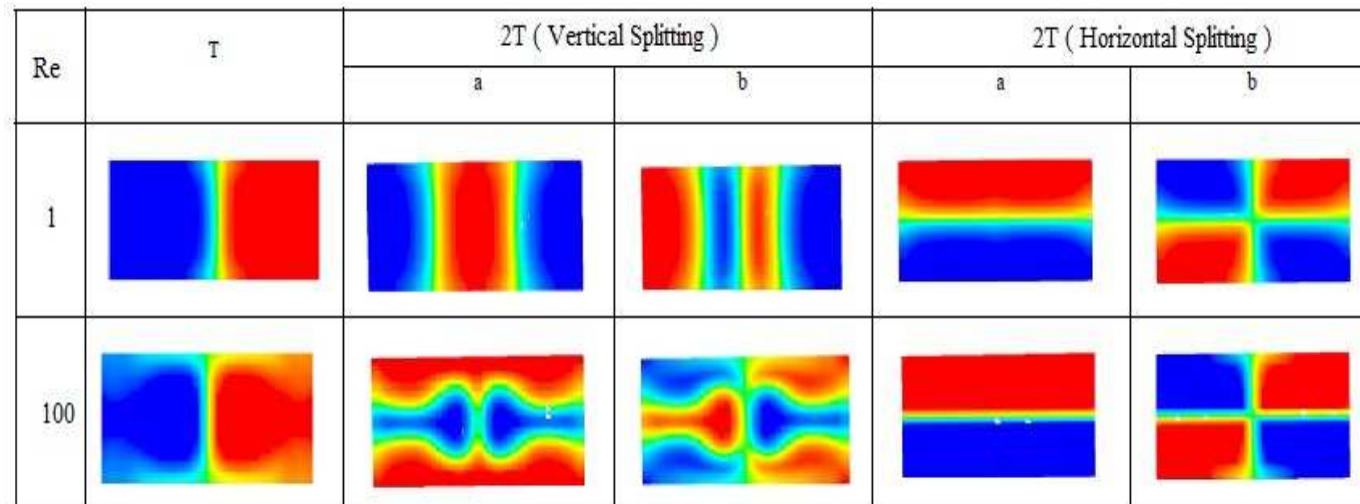 Re T 2T ( Vertical Splitting ) 2T ( Horizontal Splitting )
a b a b
1
100